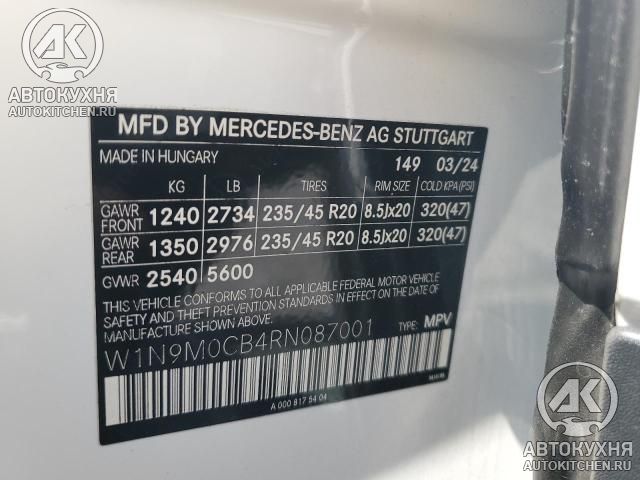 AK
АВТОКУХНЯ
AUTOKITCHEN.RU
MFD BY MERCEDES-BENZ AG STUTTGART
MADE IN HUNGARY 149 03/24
KG LB TIRES RIM SIZE COLD KPA(PSI)
GAWR FRONT 1240 2734 235/45 R20 8.5Jx20 320(47)
GAWR REAR 1350 2976 235/45 R20 8.5Jx20 320(47)
GVWR 2540 5600
THIS VEHICLE CONFORMS TO ALL APPLICABLE FEDERAL MOTOR VEHICLE
SAFETY AND THEFT PREVENTION STANDARDS IN EFFECT ON THE DATE OF
MANUFACTURE SHOWN ABOVE.
W1N9M0CB4RN087001 TYPE: MPV
A 000 817 54 04
AK
АВТОКУХНЯ
AUTOKITCHEN.RU